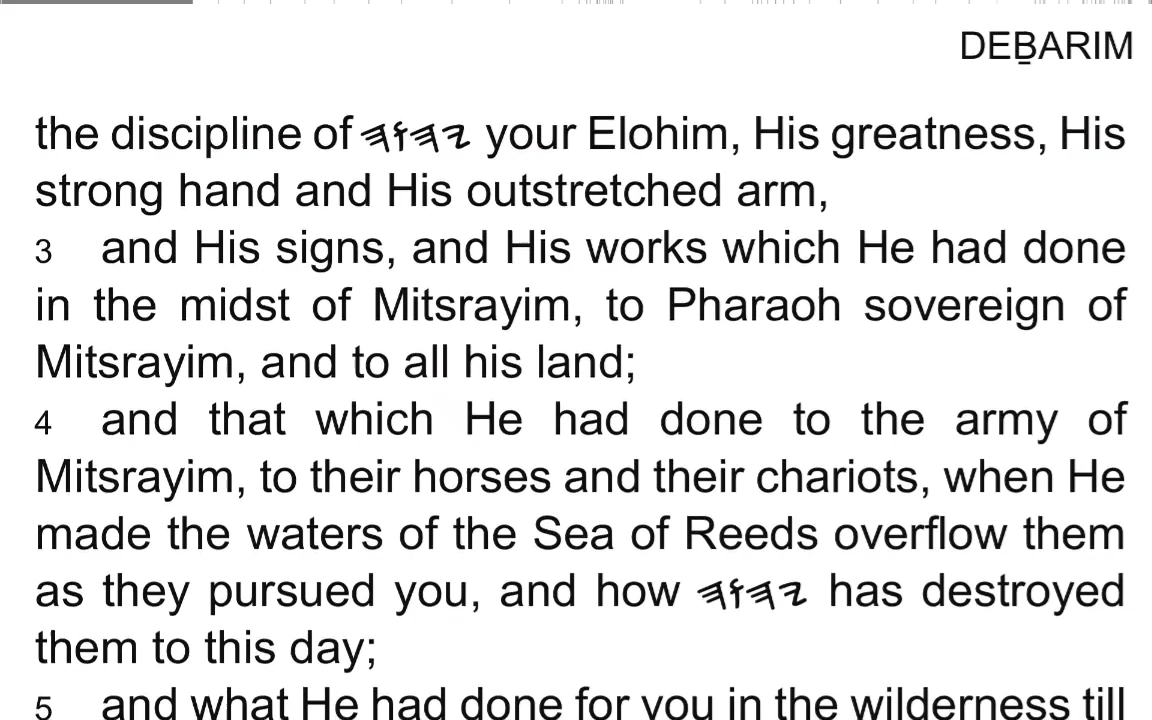 DEḆARIM
the discipline of 𐤉𐤄𐤅𐤄 your Elohim, His greatness, His
strong hand and His outstretched arm,
3 and His signs, and His works which He had done
in the midst of Mitsrayim, to Pharaoh sovereign of
Mitsrayim, and to all his land;
4 and that which He had done to the army of
Mitsrayim, to their horses and their chariots, when He
made the waters of the Sea of Reeds overflow them
as they pursued you, and how 𐤉𐤄𐤅𐤄 has destroyed
them to this day;
5 and what He had done for you in the wilderness till